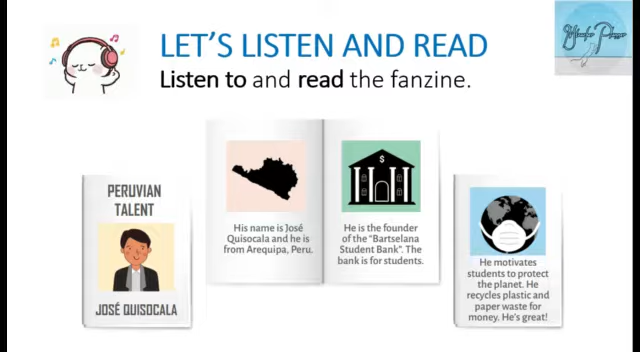 LET'S LISTEN AND READ
Listen to and read the fanzine.
PERUVIAN
TALENT
JOSÉ QUISOCALA
His name is José
Quisocala and he is
from Arequipa, Peru.
$
He is the founder
of the "Bartselana
Student Bank". The
bank is for students.
He motivates
students to protect
the planet. He
recycles plastic and
paper waste for
money. He's great!